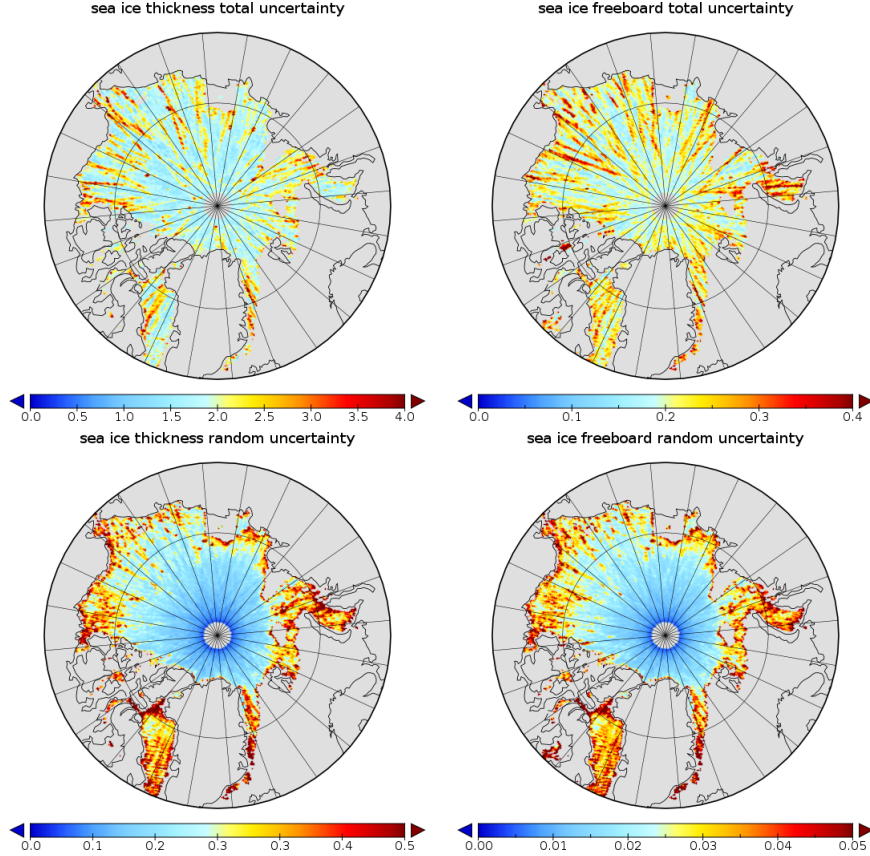 sea ice thickness total uncertainty
sea ice freeboard total uncertainty
0.0 0.5 1.0 1.5 2.0 2.5 3.0 3.5 4.0
0.0 0.1 0.2 0.3 0.4
sea ice thickness random uncertainty
sea ice freeboard random uncertainty
0.0 0.1 0.2 0.3 0.3 0.4 0.5
0.00 0.01 0.02 0.03 0.04 0.05